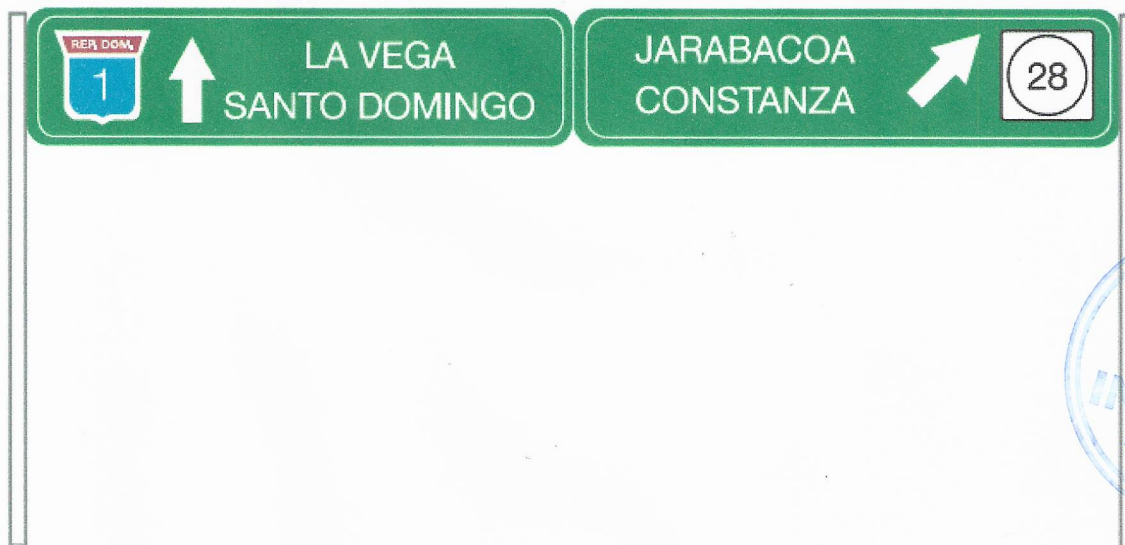 REP. DOM.
1
LA VEGA
SANTO DOMINGO
JARABACOA
CONSTANZA
28